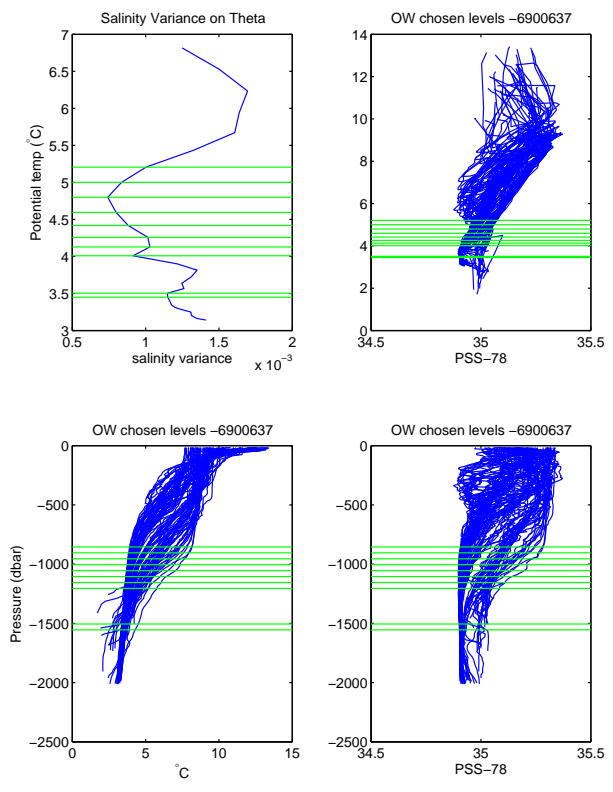 Salinity Variance on Theta
7
6.5
6
5.5
5
4.5
4
3.5
3
Potential temp (°C)
0.5 1 1.5 2
salinity variance
x 10⁻³
OW chosen levels −6900637
14
12
10
8
6
4
2
0
34.5 35 35.5
PSS−78
OW chosen levels −6900637
0
−500
−1000
−1500
−2000
−2500
Pressure (dbar)
0 5 10 15
°C
OW chosen levels −6900637
0
−500
−1000
−1500
−2000
−2500
34.5 35 35.5
PSS−78